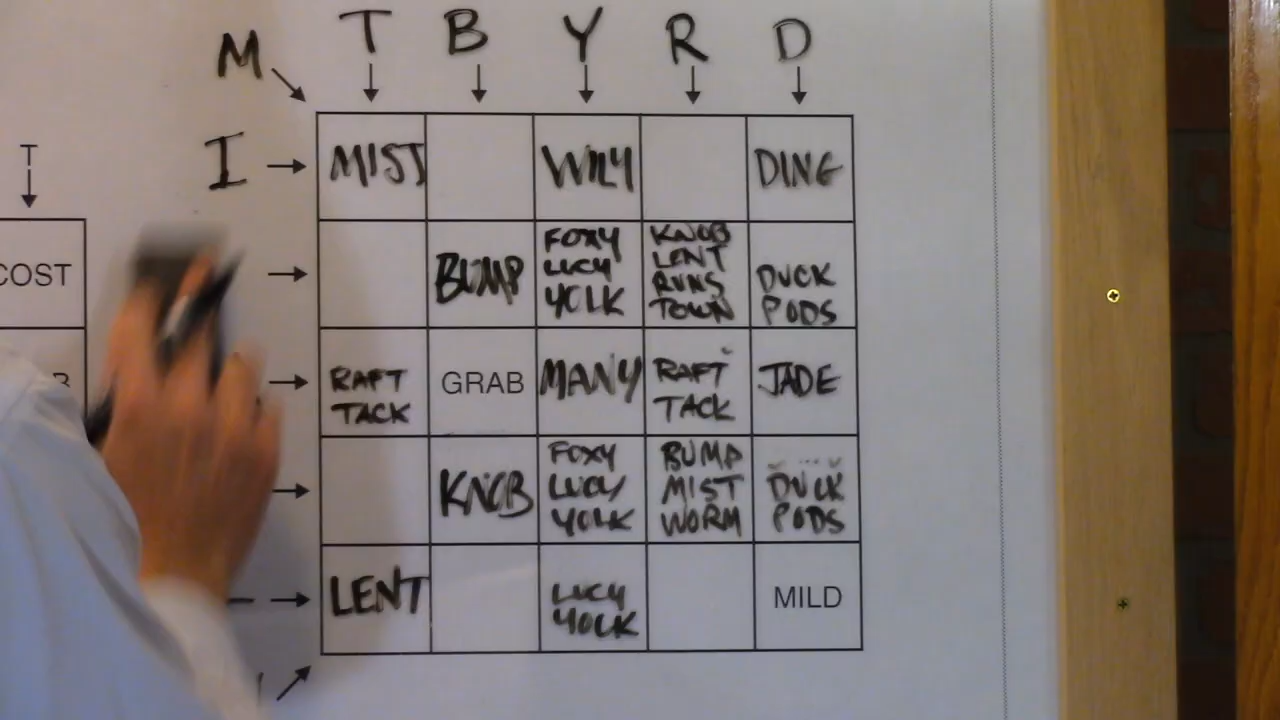 M T B Y R D
T
I MIST WILY DING
COST
BUMP
FOXY
LUCY
YOLK
KNOB
LENT
RUNS
TOWN
DUCK
PODS
RAFT
TACK
GRAB
MANY
RAFT
TACK
JADE
KNOB
FOXY
LUCY
YOLK
BUMP
MIST
WORM
DUCK
PODS
LENT
LUCY
YOLK
MILD